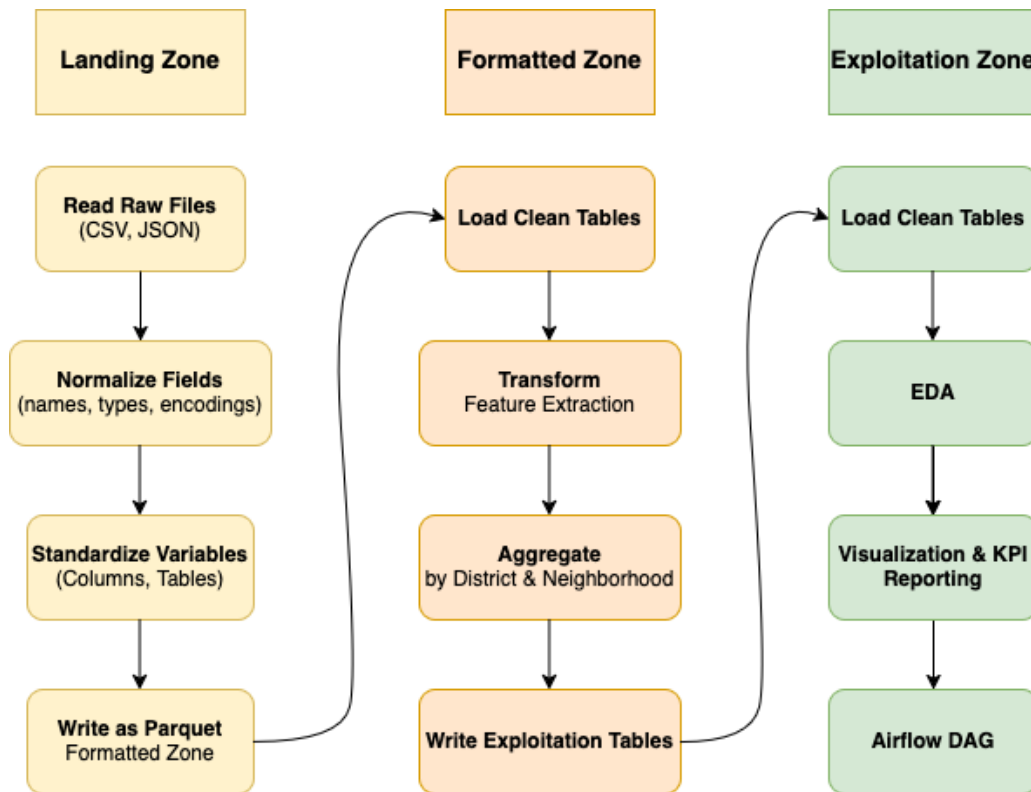 Landing Zone
Formatted Zone
Exploitation Zone
Read Raw Files
(CSV, JSON)
Normalize Fields
(names, types, encodings)
Standardize Variables
(Columns, Tables)
Write as Parquet
Formatted Zone
Load Clean Tables
Transform
Feature Extraction
Aggregate
by District & Neighborhood
Write Exploitation Tables
Load Clean Tables
EDA
Visualization & KPI
Reporting
Airflow DAG